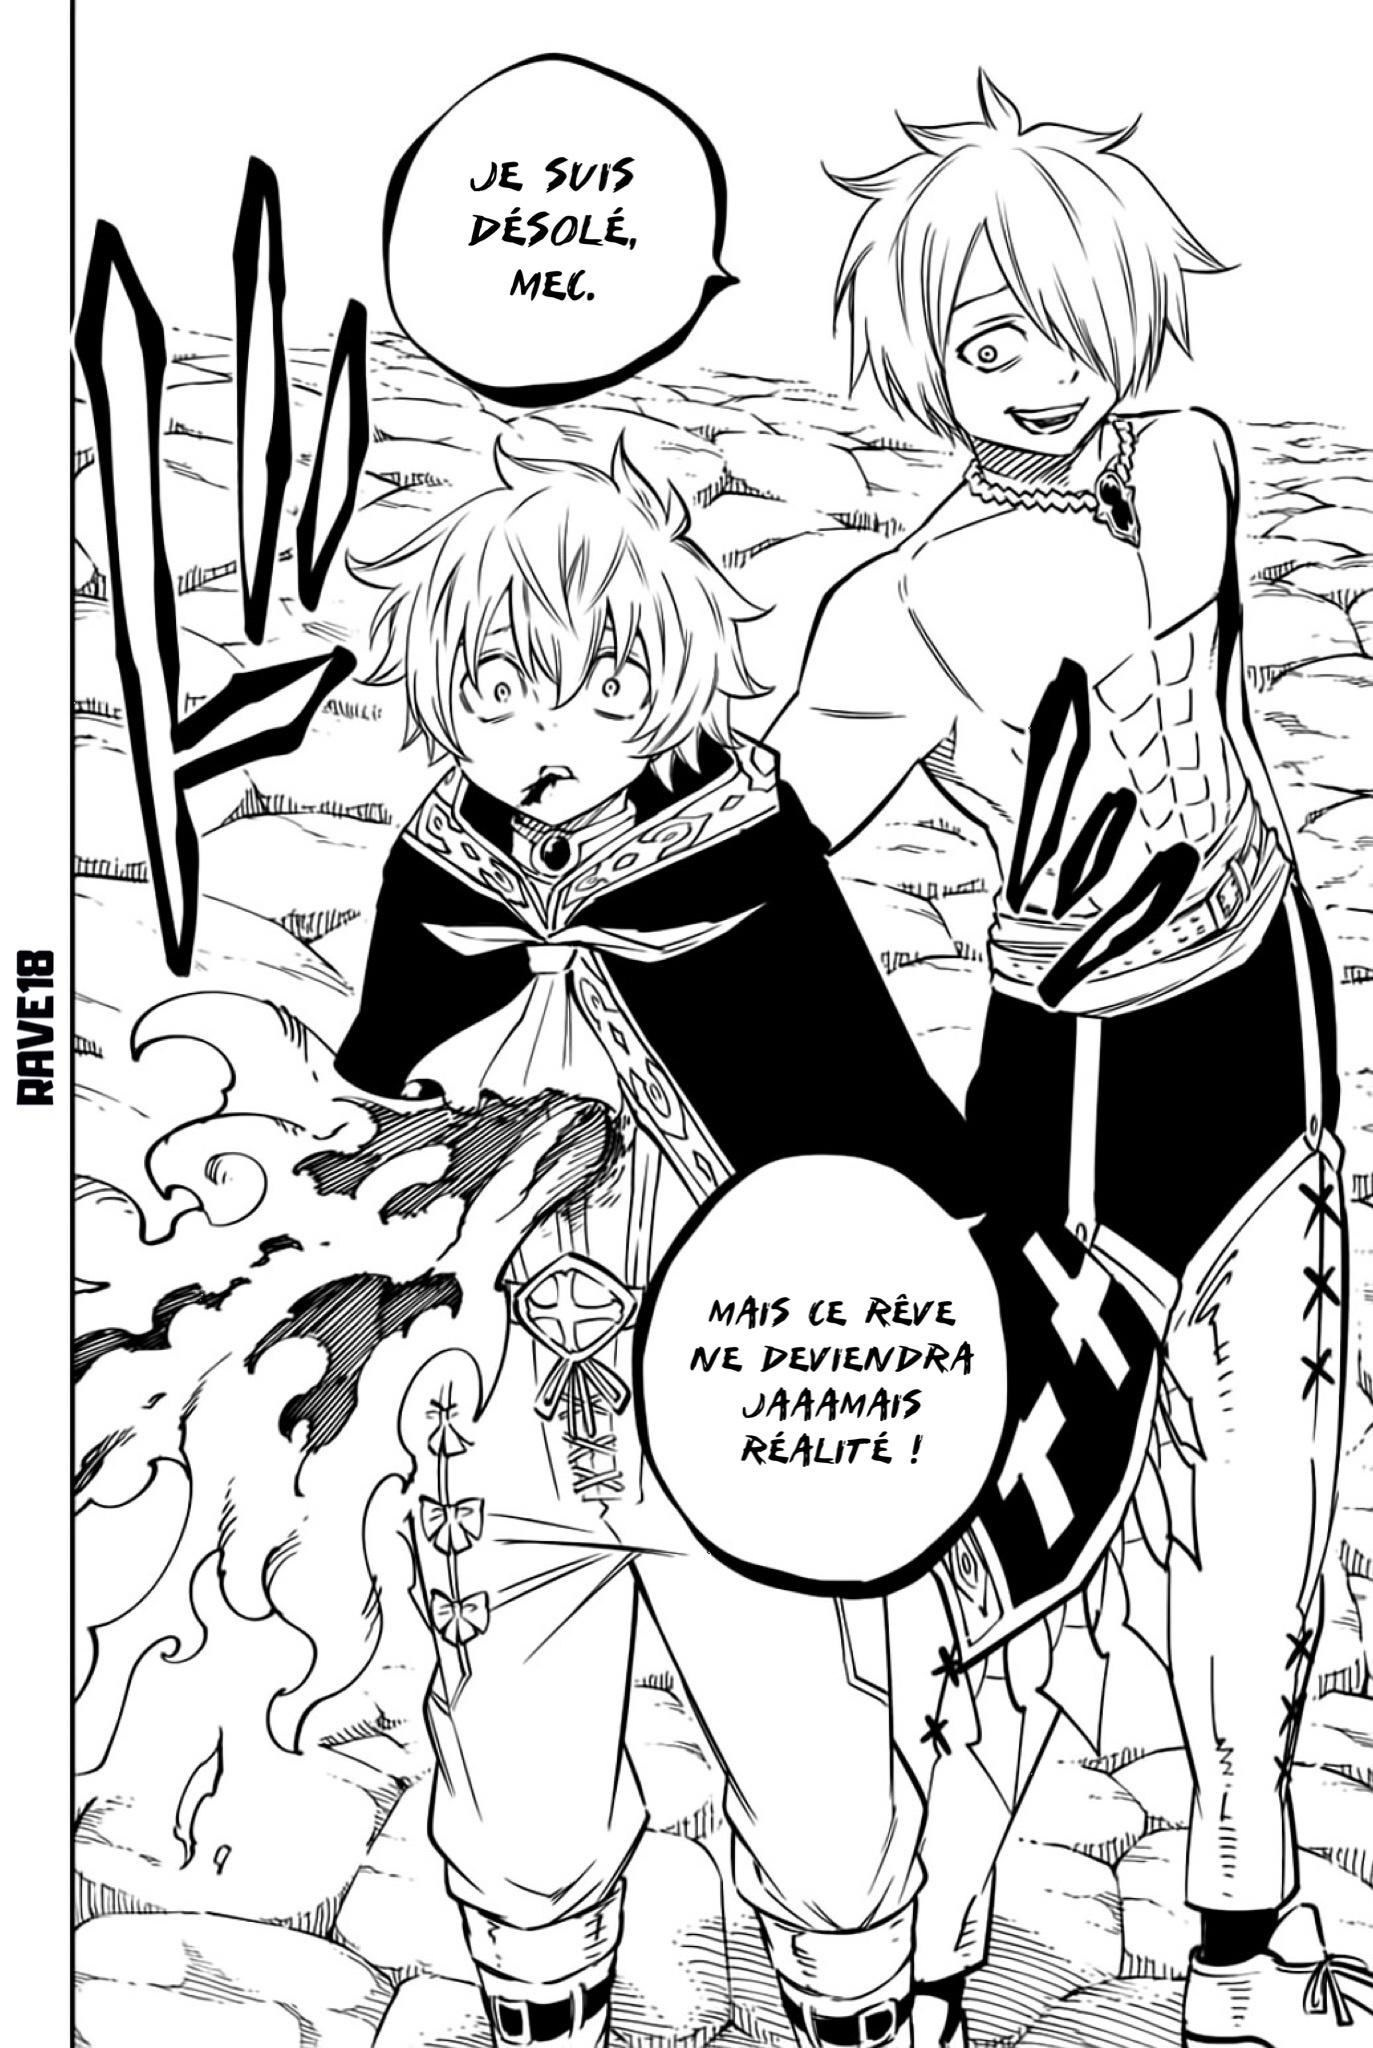 JE SUIS
DÉSOLÉ,
MEC.
MAIS CE RÊVE
NE DEVIENDRA
JAAAMAIS
RÉALITÉ !
RAVE18